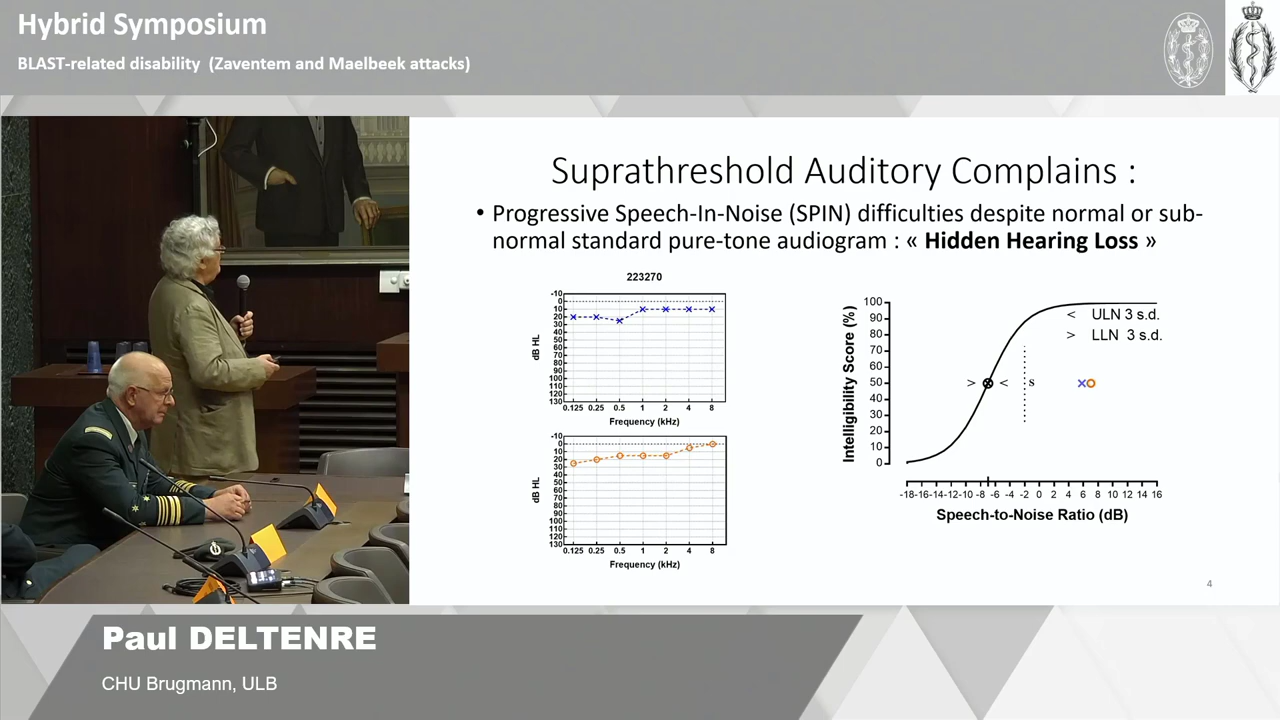 Hybrid Symposium
BLAST-related disability (Zaventem and Maelbeek attacks)
Suprathreshold Auditory Complains :
• Progressive Speech-In-Noise (SPIN) difficulties despite normal or sub-
normal standard pure-tone audiogram : « Hidden Hearing Loss »
223270
-10
0
10
20
30
40
50
60
70
80
90
100
110
120
130
dB HL
0.125 0.25 0.5 1 2 4 8
Frequency (kHz)
-10
0
10
20
30
40
50
60
70
80
90
100
110
120
130
dB HL
0.125 0.25 0.5 1 2 4 8
Frequency (kHz)
Intelligibility Score (%)
100
90
80
70
60
50
40
30
20
10
0
< ULN 3 s.d.
> LLN 3 s.d.
> < s
-18 -16 -14 -12 -10 -8 -6 -4 -2 0 2 4 6 8 10 12 14 16
Speech-to-Noise Ratio (dB)
4
Paul DELTENRE
CHU Brugmann, ULB